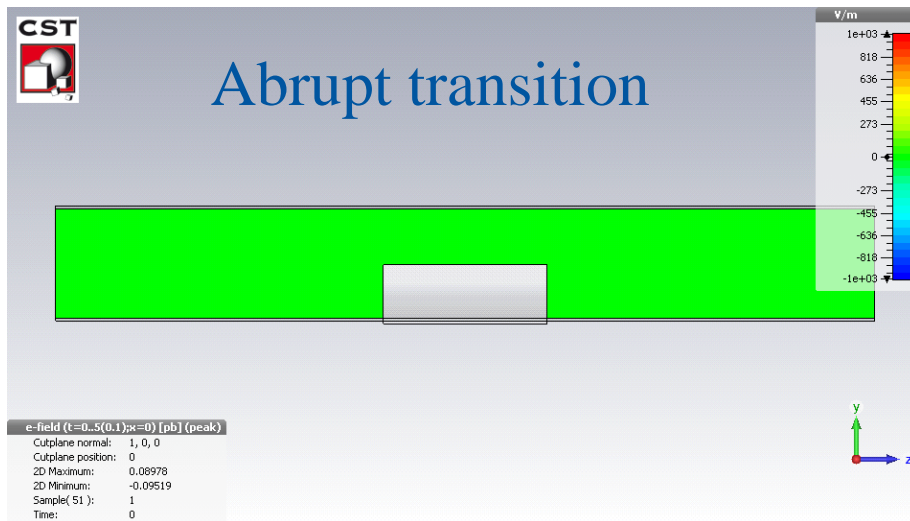 CST
Abrupt transition
V/m
1e+03
818
636
455
273
0
-273
-455
-636
-818
-1e+03
e-field (t=0..5(0.1);x=0) [pb] (peak)
Cutplane normal: 1, 0, 0
Cutplane position: 0
2D Maximum: 0.08978
2D Minimum: -0.09519
Sample( 51 ): 1
Time: 0
y
z